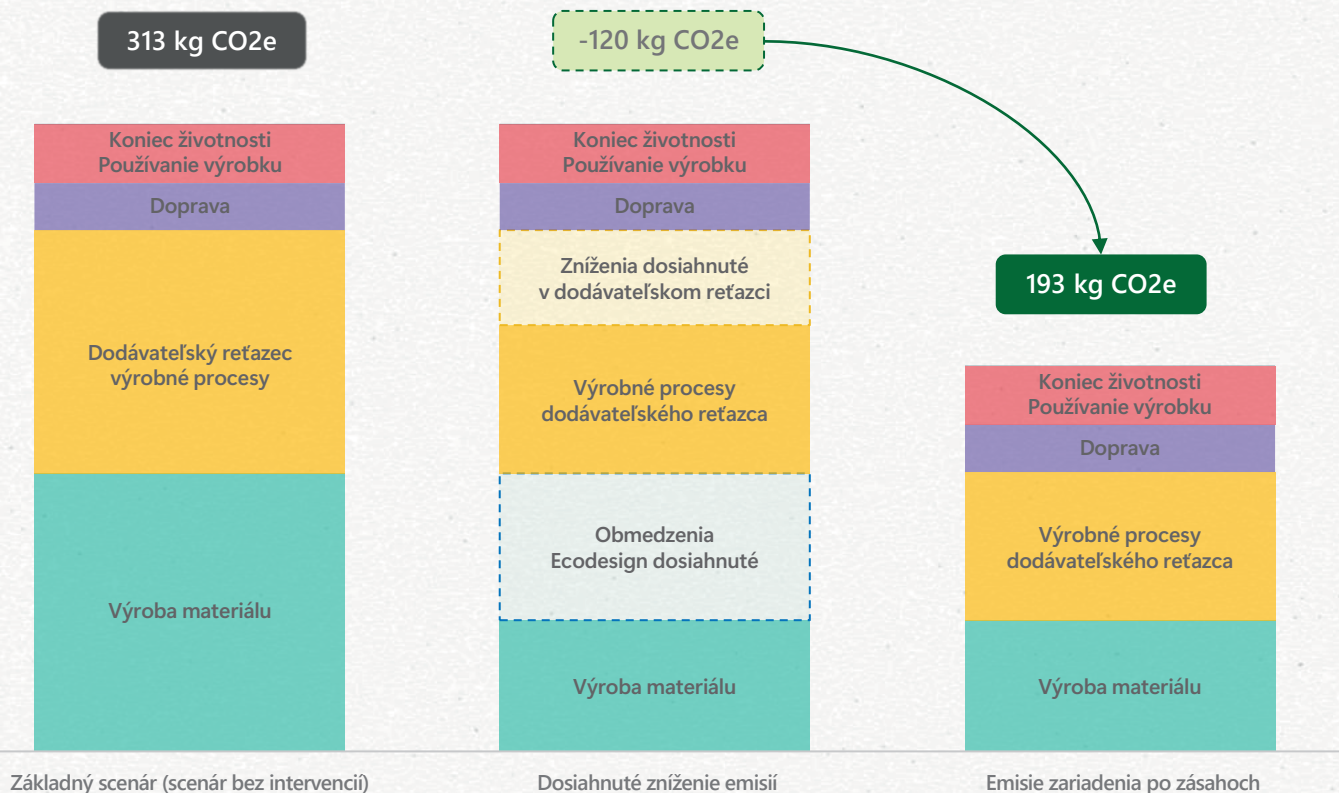 313 kg CO2e
-120 kg CO2e
193 kg CO2e
Koniec životnosti
Používanie výrobku
Doprava
Dodávateľský reťazec
výrobné procesy
Výroba materiálu
Koniec životnosti
Používanie výrobku
Doprava
Zníženia dosiahnuté
v dodávateľskom reťazci
Výrobné procesy
dodávateľského reťazca
Obmedzenia
Ecodesign dosiahnuté
Výroba materiálu
Koniec životnosti
Používanie výrobku
Doprava
Výrobné procesy
dodávateľského reťazca
Výroba materiálu
Základný scenár (scenár bez intervencií)
Dosiahnuté zníženie emisií
Emisie zariadenia po zásahoch